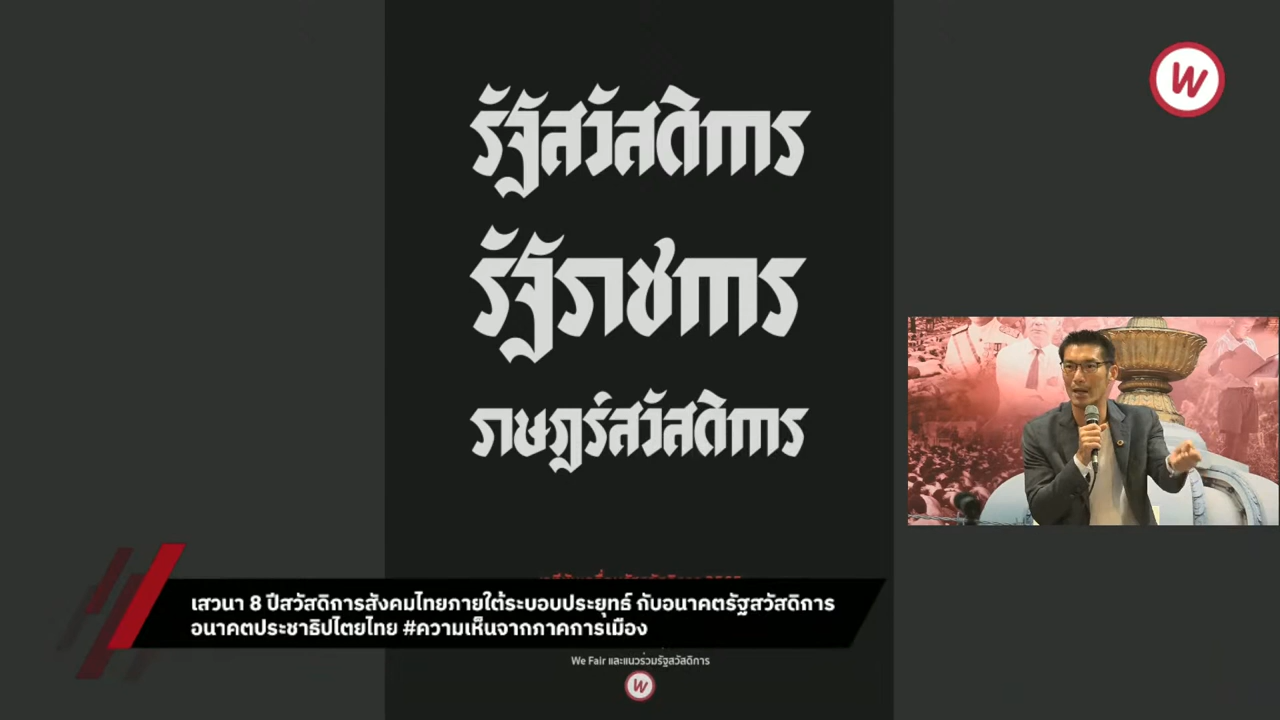 W
รัฐสวัสดิการ
รัฐราชการ
ราษฎร์สวัสดิการ
เสวนา 8 ปีสวัสดิการสังคมไทยภายใต้ระบอบประยุทธ์ กับอนาคตรัฐสวัสดิการ
อนาคตประชาธิปไตยไทย #ความเห็นจากภาคการเมือง
We Fair และแนวร่วมรัฐสวัสดิการ
W